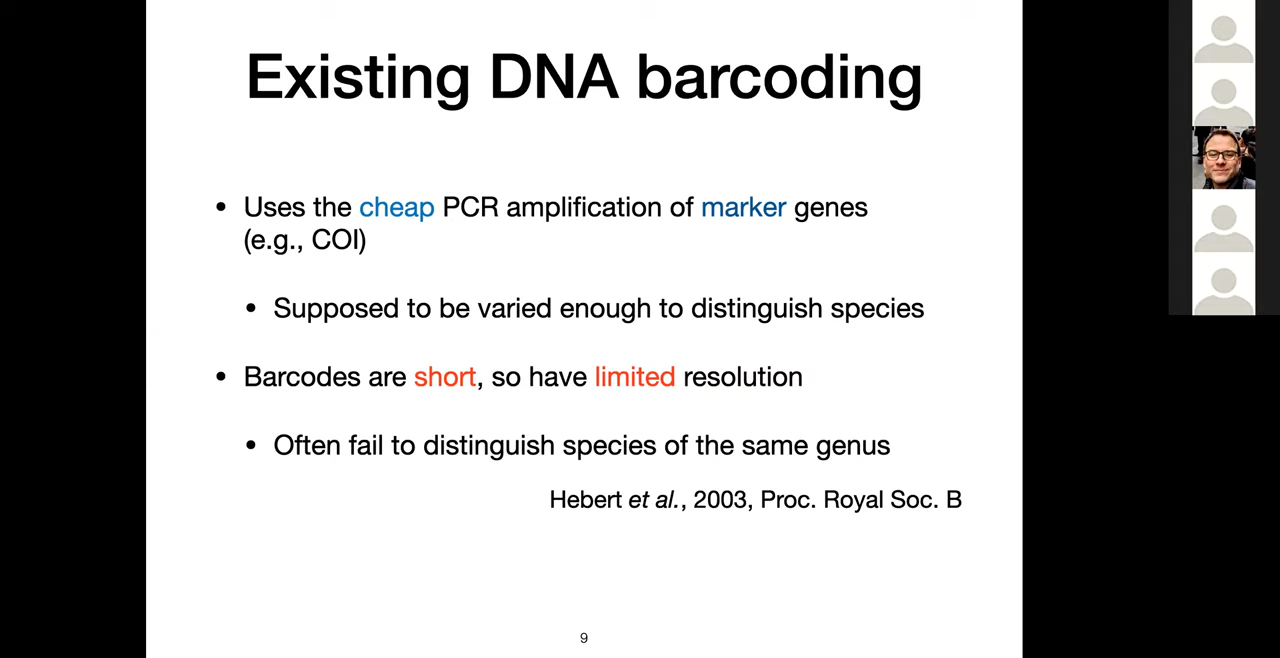 Existing DNA barcoding
• Uses the cheap PCR amplification of marker genes
(e.g., COI)
• Supposed to be varied enough to distinguish species
• Barcodes are short, so have limited resolution
• Often fail to distinguish species of the same genus
Hebert et al., 2003, Proc. Royal Soc. B
9